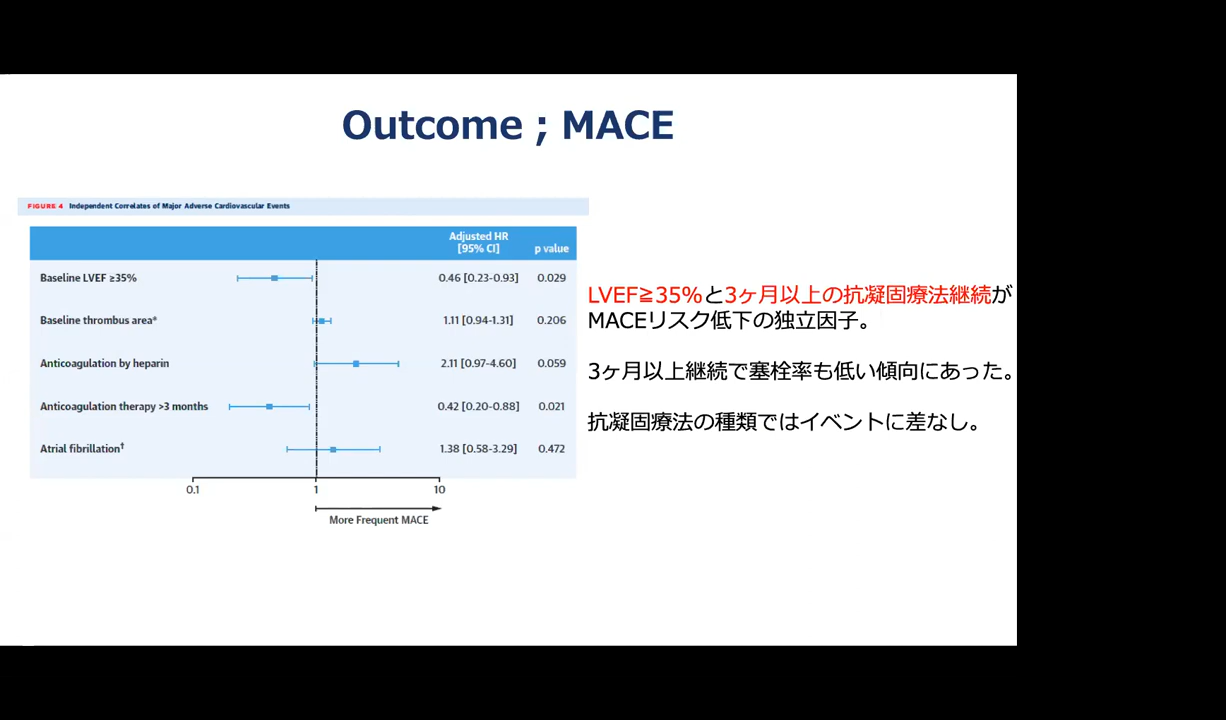 Outcome ; MACE
FIGURE 4 Independent Correlates of Major Adverse Cardiovascular Events
Adjusted HR
[95% CI] p value
Baseline LVEF ≥35% 0.46 [0.23-0.93] 0.029
Baseline thrombus area* 1.11 [0.94-1.31] 0.206
Anticoagulation by heparin 2.11 [0.97-4.60] 0.059
Anticoagulation therapy >3 months 0.42 [0.20-0.88] 0.021
Atrial fibrillation† 1.38 [0.58-3.29] 0.472
0.1 1 10
More Frequent MACE
LVEF≧35%と3ヶ月以上の抗凝固療法継続が
MACEリスク低下の独立因子。
3ヶ月以上継続で塞栓率も低い傾向にあった。
抗凝固療法の種類ではイベントに差なし。